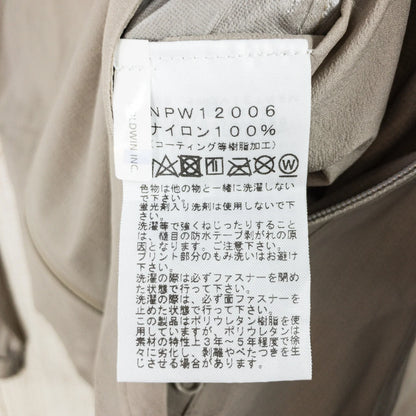 NPW12006
ナイロン100%
(コーティング等樹脂加工)
色物は他の物と一緒に洗濯しない
で下さい。
蛍光剤入り洗剤は使用しないで下
さい。
洗濯等で強くねじったりすること
は、縫目の防水テープ剥がれの原
因となります。ご注意下さい。
プリント部分のもみ洗いはお避け
下さい。
洗濯の際は必ずファスナーを閉め
た状態で行って下さい。
洗濯の際は、必ず面ファスナーを
止めた状態で行って下さい。
この製品はポリウレタン樹脂を使
用していますが、ポリウレタンは
素材の特性上3年～5年程度で徐
々に劣化し、剥離やべたつきを生
じさせる場合があります。
LDWIN INC.